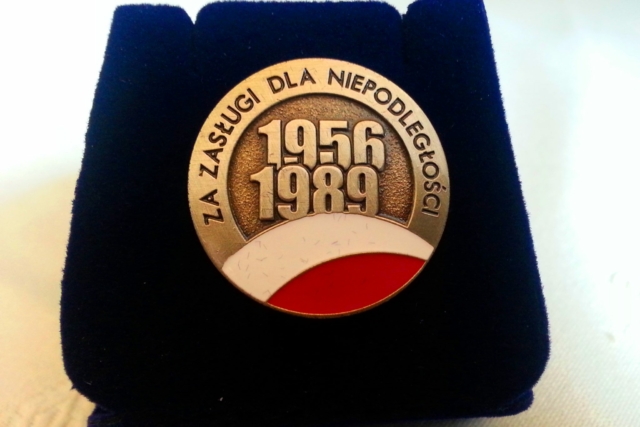 ZA ZASŁUGI DLA NIEPODLEGŁOŚCI
1956
1989